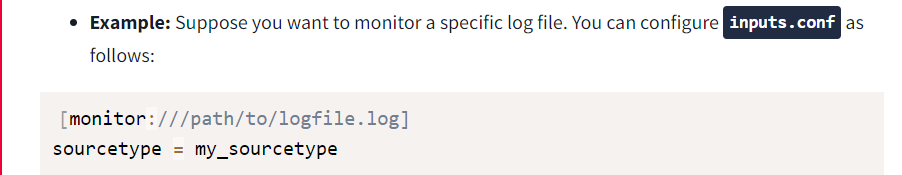 • Example: Suppose you want to monitor a specific log file. You can configure inputs.conf as
follows:
[monitor:///path/to/logfile.log]
sourcetype = my_sourcetype